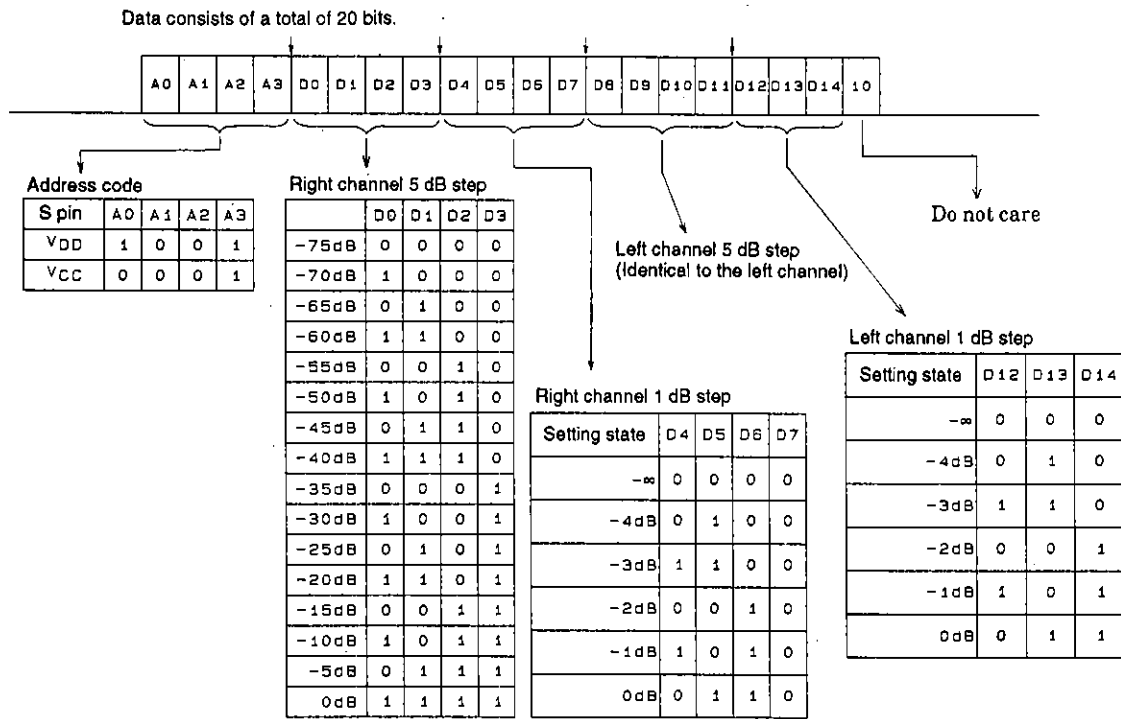 Data consists of a total of 20 bits.
A0 A1 A2 A3 D0 D1 D2 D3 D4 D5 D6 D7 D8 D9 D10 D11 D12 D13 D14 10
Address code
S pin A0 A1 A2 A3
VDD 1 0 0 1
VCC 0 0 0 1
Right channel 5 dB step
D0 D1 D2 D3
-75dB 0 0 0 0
-70dB 1 0 0 0
-65dB 0 1 0 0
-60dB 1 1 0 0
-55dB 0 0 1 0
-50dB 1 0 1 0
-45dB 0 1 1 0
-40dB 1 1 1 0
-35dB 0 0 0 1
-30dB 1 0 0 1
-25dB 0 1 0 1
-20dB 1 1 0 1
-15dB 0 0 1 1
-10dB 1 0 1 1
-5dB 0 1 1 1
0dB 1 1 1 1
Right channel 1 dB step
Setting state D4 D5 D6 D7
-∞ 0 0 0 0
-4dB 0 1 0 0
-3dB 1 1 0 0
-2dB 0 0 1 0
-1dB 1 0 1 0
0dB 0 1 1 0
Left channel 5 dB step
(Identical to the left channel)
Do not care
Left channel 1 dB step
Setting state D12 D13 D14
-∞ 0 0 0
-4dB 0 1 0
-3dB 1 1 0
-2dB 0 0 1
-1dB 1 0 1
0dB 0 1 1